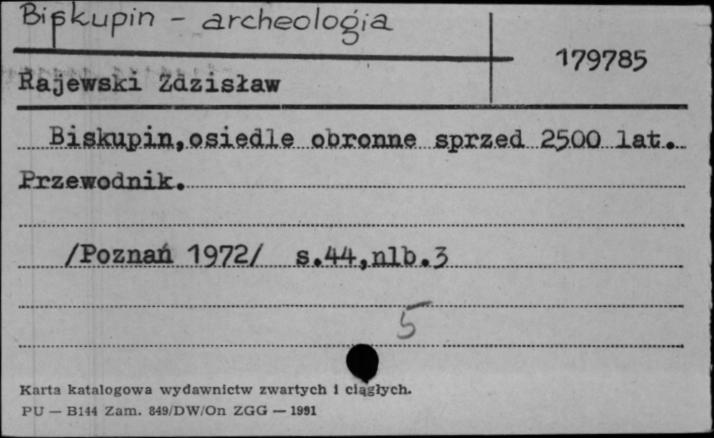 Biskupin - archeologia
179785
Rajewski Zdzisław
Biskupin,osiedle obronne sprzed 2500 lat.
Przewodnik.
/Poznań 1972/ s.44,nlb.3
5
Karta katalogowa wydawnictw zwartych i ciągłych.
PU — B144 Zam. 849/DW/On ZGG — 1991